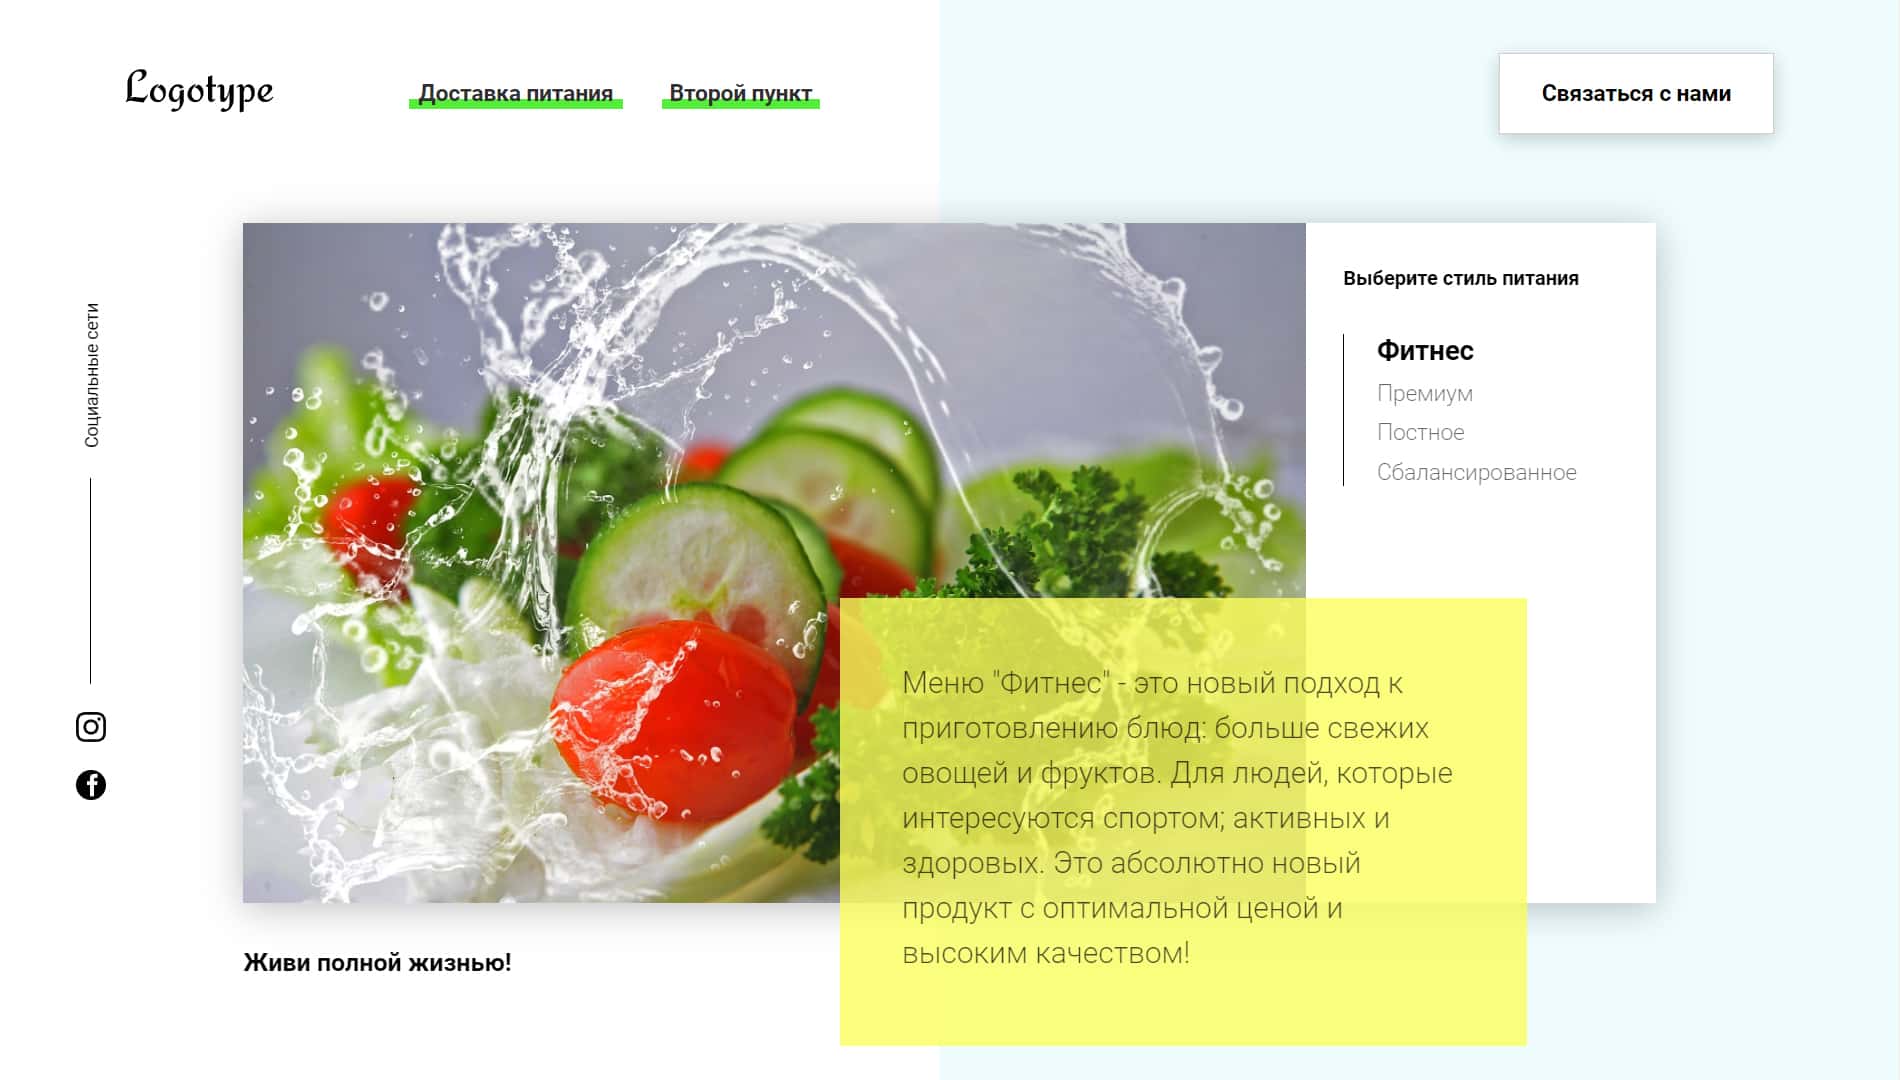 Logotype
Доставка питания
Второй пункт
Связаться с нами
Социальные сети
Выберите стиль питания
Фитнес
Премиум
Постное
Сбалансированное
Меню "Фитнес" - это новый подход к
приготовлению блюд: больше свежих
овощей и фруктов. Для людей, которые
интересуются спортом; активных и
здоровых. Это абсолютно новый
продукт с оптимальной ценой и
высоким качеством!
Живи полной жизнью!